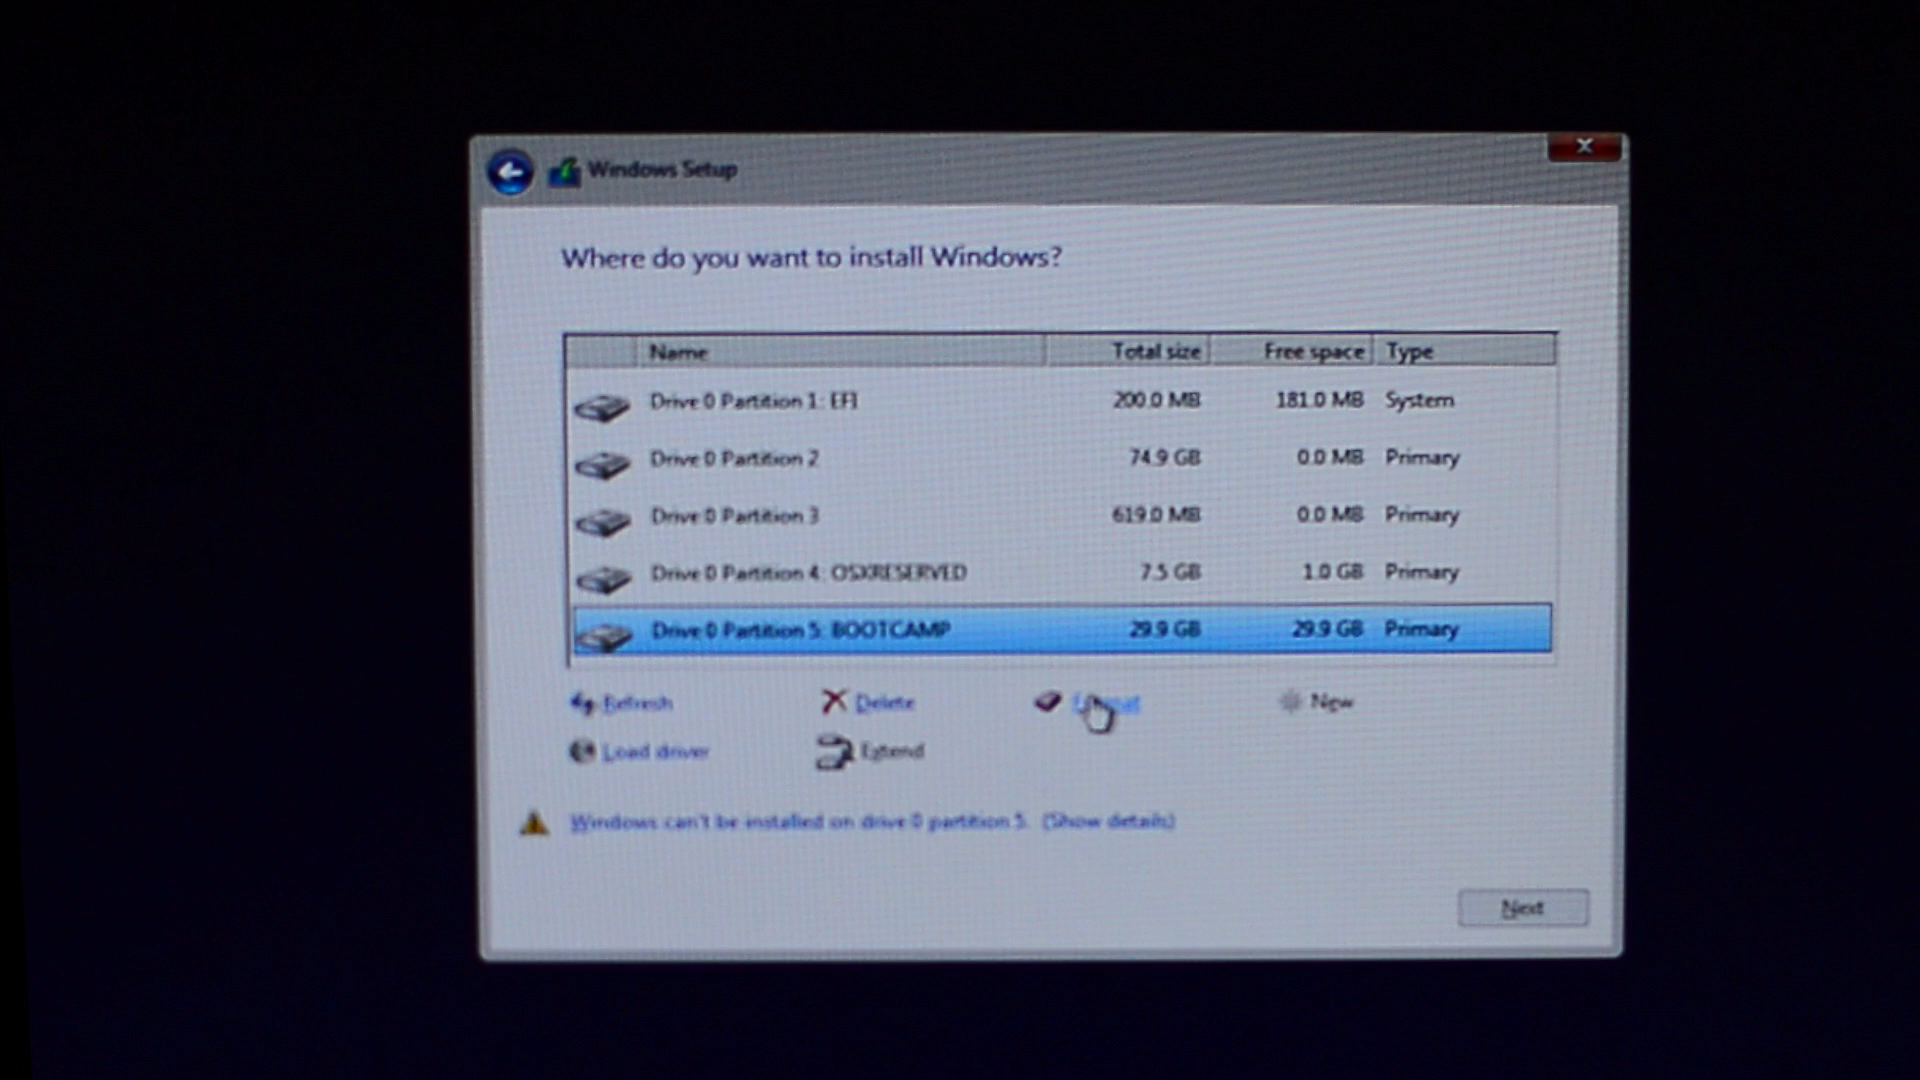 Windows Setup
Where do you want to install Windows?
Name Total size Free space Type
Drive 0 Partition 1: EFI 200.0 MB 181.0 MB System
Drive 0 Partition 2 74.9 GB 0.0 MB Primary
Drive 0 Partition 3 619.0 MB 0.0 MB Primary
Drive 0 Partition 4: OSXRESERVED 7.5 GB 1.0 GB Primary
Drive 0 Partition 5: BOOTCAMP 29.9 GB 29.9 GB Primary
Refresh Delete Format New
Load driver Extend
Windows can't be installed on drive 0 partition 5. (Show details)
Next